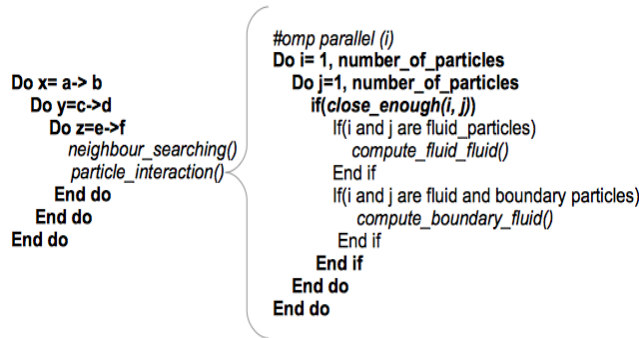 Do x= a-> b
Do y=c->d
Do z=e->f
neighbour_searching()
particle_interaction()
End do
End do
End do
#omp parallel (i)
Do i= 1, number_of_particles
Do j=1, number_of_particles
if(close_enough(i, j))
If(i and j are fluid_particles)
compute_fluid_fluid()
End if
If(i and j are fluid and boundary particles)
compute_boundary_fluid()
End if
End if
End do
End do